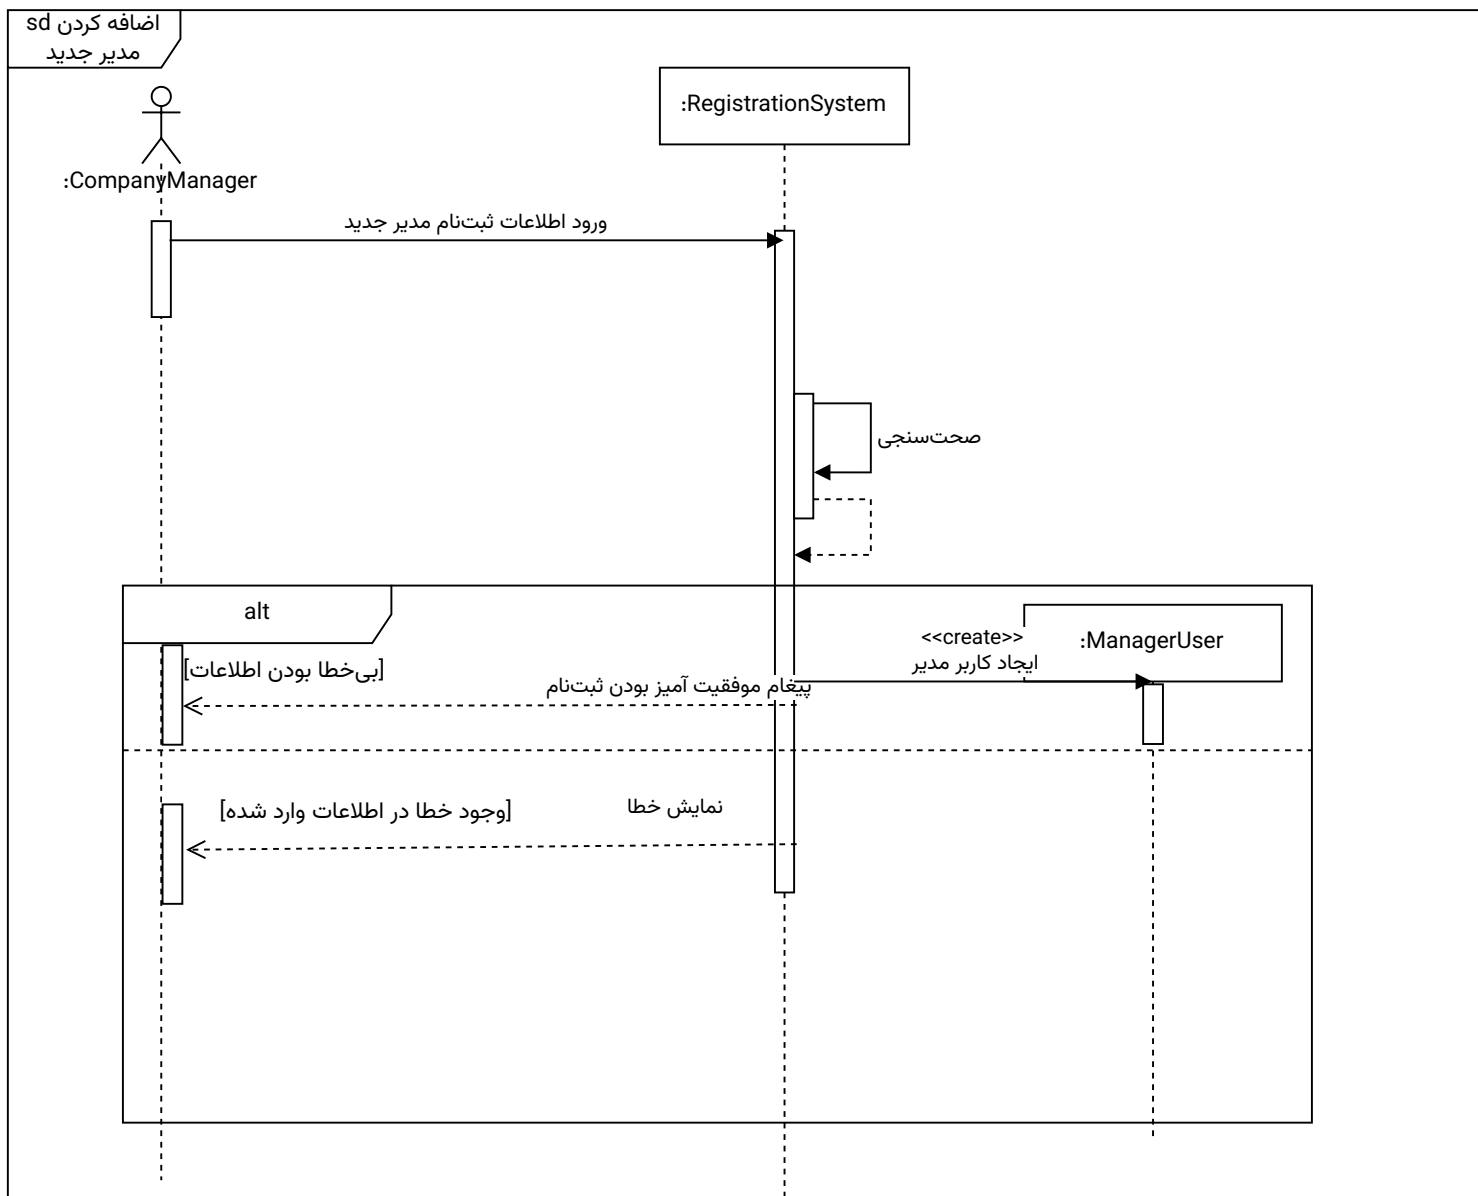 sd اضافه کردن
مدیر جدید
:RegistrationSystem
:CompanyManager
ورود اطلاعات ثبت‌نام مدیر جدید
صحت‌سنجی
alt
<<create>>
ایجاد کاربر مدیر
:ManagerUser
[بی‌خطا بودن اطلاعات]
پیغام موفقیت آمیز بودن ثبت‌نام
[وجود خطا در اطلاعات وارد شده]
نمایش خطا